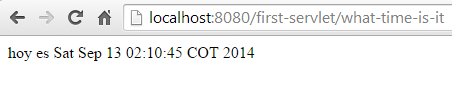 localhost:8080/first-servlet/what-time-is-it
hoy es Sat Sep 13 02:10:45 COT 2014